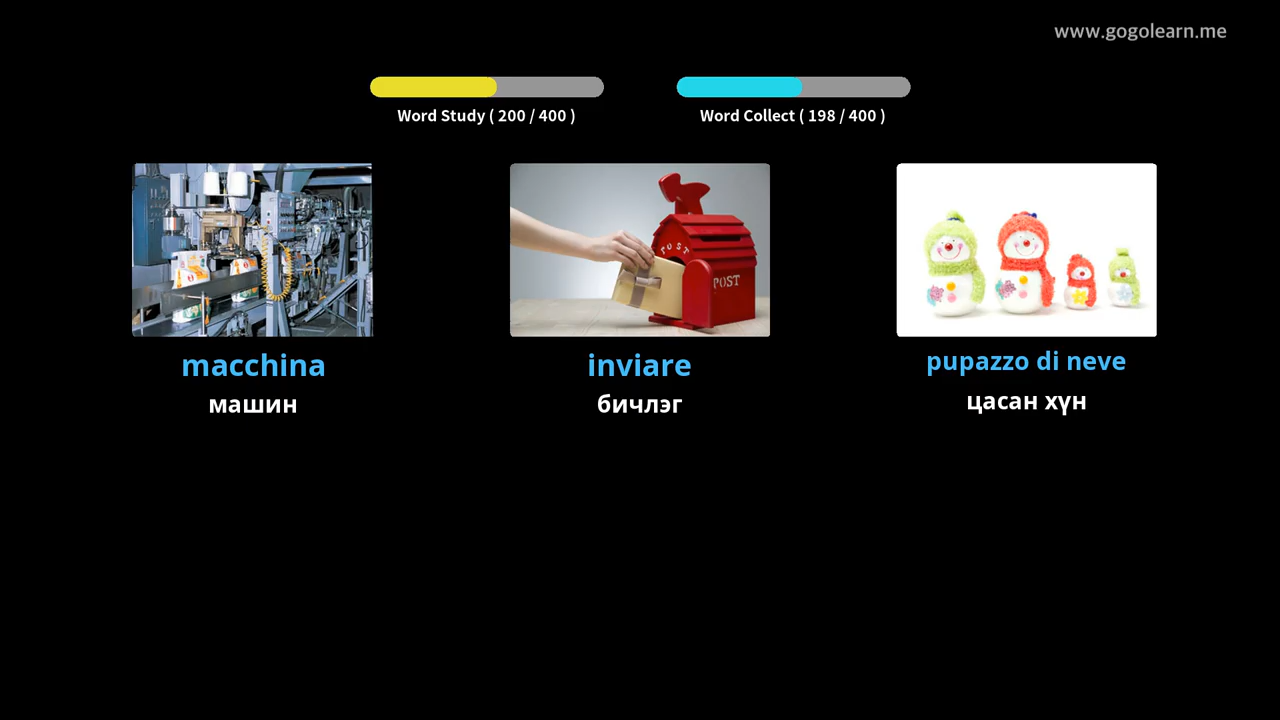 www.gogolearn.me
Word Study ( 200 / 400 )
Word Collect ( 198 / 400 )
POST
POST
macchina
inviare
pupazzo di neve
машин
бичлэг
цасан хүн